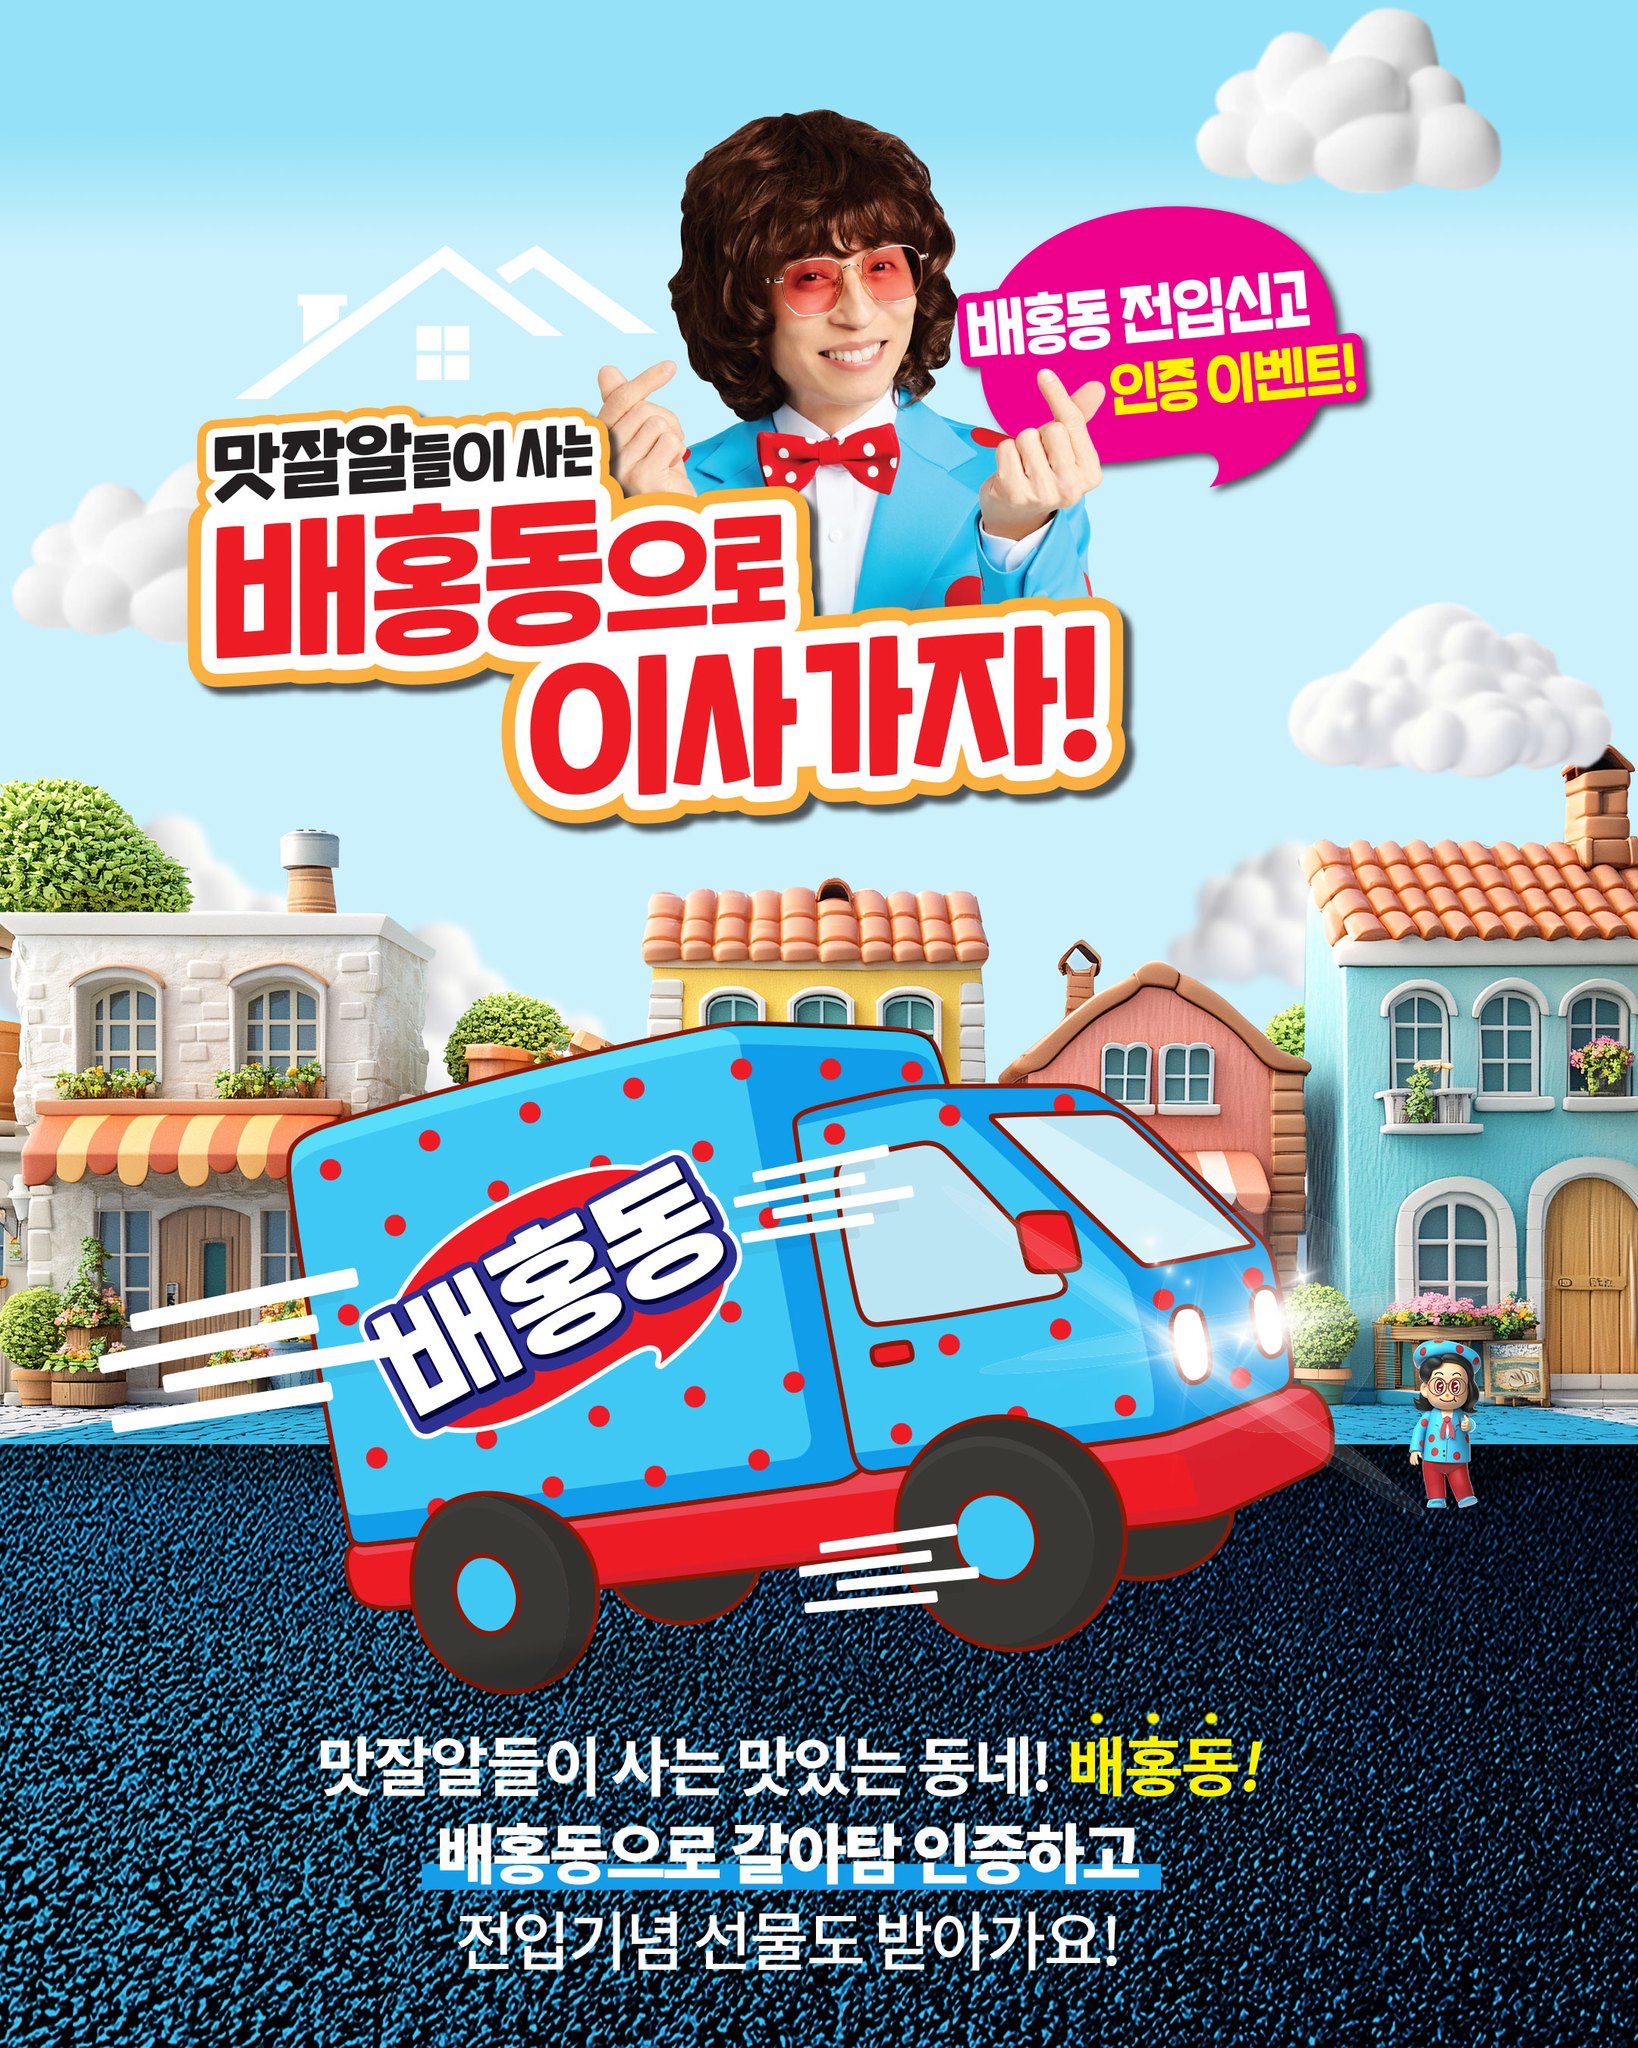 배홍동 전입신고
인증 이벤트!
맛잘알들이 사는
배홍동으로
이사 가자!
배홍동
맛잘알들이 사는 맛있는 동네! 배홍동!
배홍동으로 갈아탐 인증하고
전입기념 선물도 받아가요!